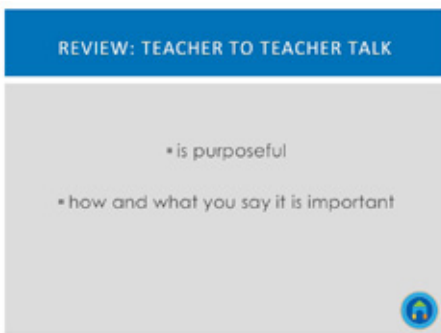 REVIEW: TEACHER TO TEACHER TALK
▪ is purposeful
▪ how and what you say it is important